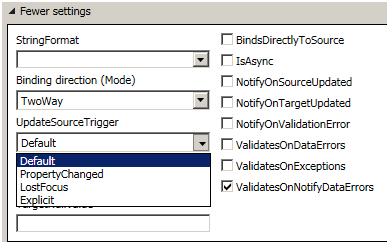 Fewer settings
StringFormat
Binding direction (Mode)
TwoWay
UpdateSourceTrigger
Default
Default
PropertyChanged
LostFocus
Explicit
BindsDirectlyToSource
IsAsync
NotifyOnSourceUpdated
NotifyOnTargetUpdated
NotifyOnValidationError
ValidatesOnDataErrors
ValidatesOnExceptions
ValidatesOnNotifyDataErrors